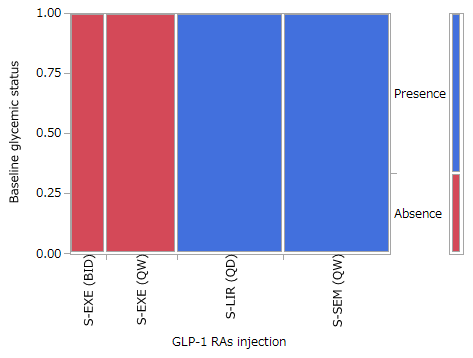 1.00
0.75
0.50
0.25
0.00
Baseline glycemic status
Presence
Absence
S-EXE (BID)
S-EXE (QW)
S-LIR (QD)
S-SEM (QW)
GLP-1 RAs injection